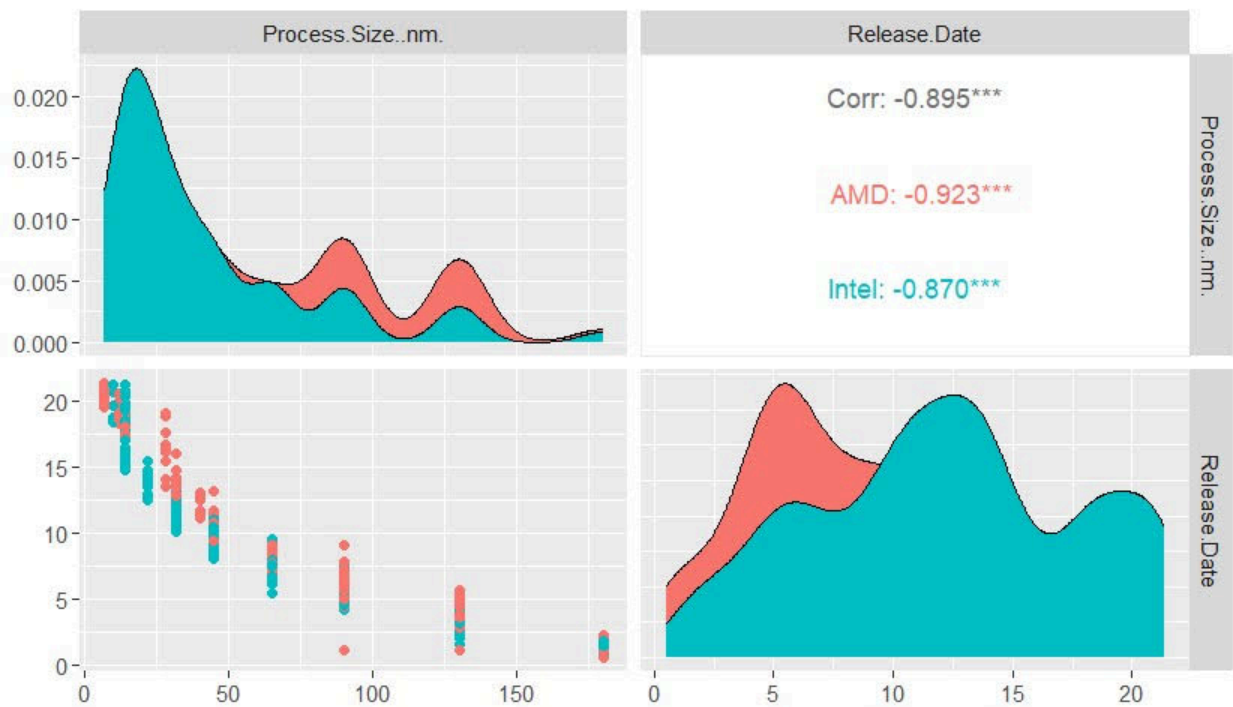 Process.Size..nm.
Release.Date
0.020
0.015
0.010
0.005
0.000
Corr: -0.895***
AMD: -0.923***
Intel: -0.870***
Process.Size..nm.
20
15
10
5
0
Release.Date
0 50 100 150
0 5 10 15 20